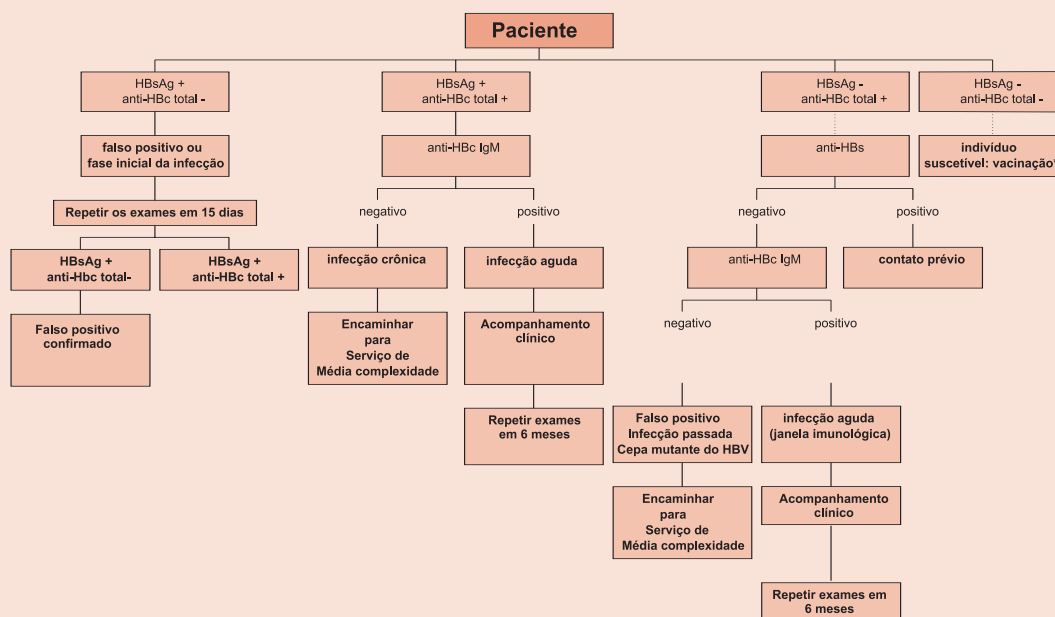 Paciente
HBsAg +
anti-HBc total -
HBsAg +
anti-HBc total +
HBsAg -
anti-HBc total +
HBsAg -
anti-HBc total -
falso positivo ou
fase inicial da infecção
anti-HBc IgM
anti-HBs
indivíduo
suscetível: vacinação*
Repetir os exames em 15 dias
negativo
positivo
negativo
positivo
HBsAg +
anti-Hbc total-
HBsAg +
anti-HBc total +
infecção crônica
infecção aguda
anti-HBc IgM
contato prévio
Falso positivo
confirmado
Encaminhar
para
Serviço de
Média complexidade
Acompanhamento
clínico
negativo
positivo
Repetir exames
em 6 meses
Falso positivo
Infecção passada
Cepa mutante do HBV
infecção aguda
(janela imunológica)
Encaminhar
para
Serviço de
Média complexidade
Acompanhamento
clínico
Repetir exames em
6 meses